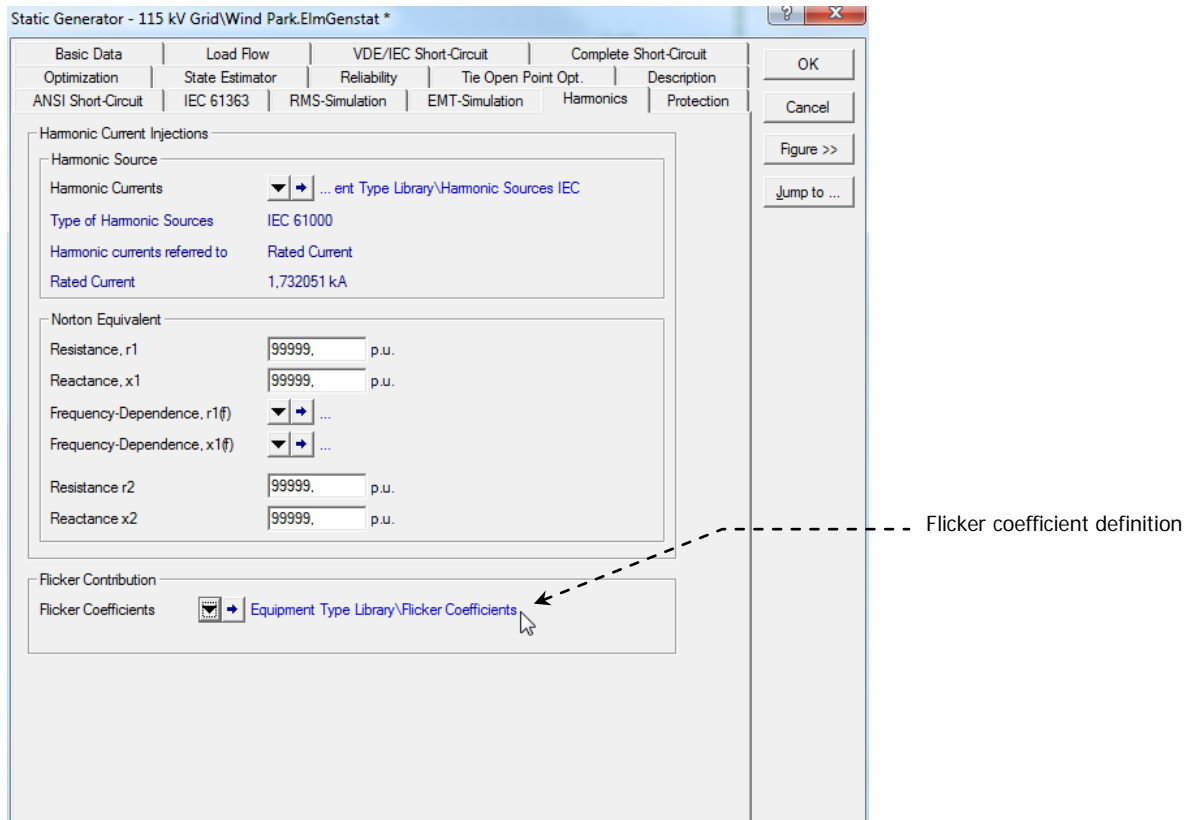 Static Generator - 115 kV Grid\Wind Park.ElmGenstat *
? X
Basic Data Load Flow VDE/IEC Short-Circuit Complete Short-Circuit
Optimization State Estimator Reliability Tie Open Point Opt. Description
ANSI Short-Circuit IEC 61363 RMS-Simulation EMT-Simulation Harmonics Protection
OK
Cancel
Figure >>
Jump to ...
Harmonic Current Injections
Harmonic Source
Harmonic Currents ... ent Type Library\Harmonic Sources IEC
Type of Harmonic Sources IEC 61000
Harmonic currents referred to Rated Current
Rated Current 1,732051 kA
Norton Equivalent
Resistance, r1 99999, p.u.
Reactance, x1 99999, p.u.
Frequency-Dependence, r1(f) ...
Frequency-Dependence, x1(f) ...
Resistance r2 99999, p.u.
Reactance x2 99999, p.u.
Flicker Contribution
Flicker Coefficients Equipment Type Library\Flicker Coefficients
Flicker coefficient definition